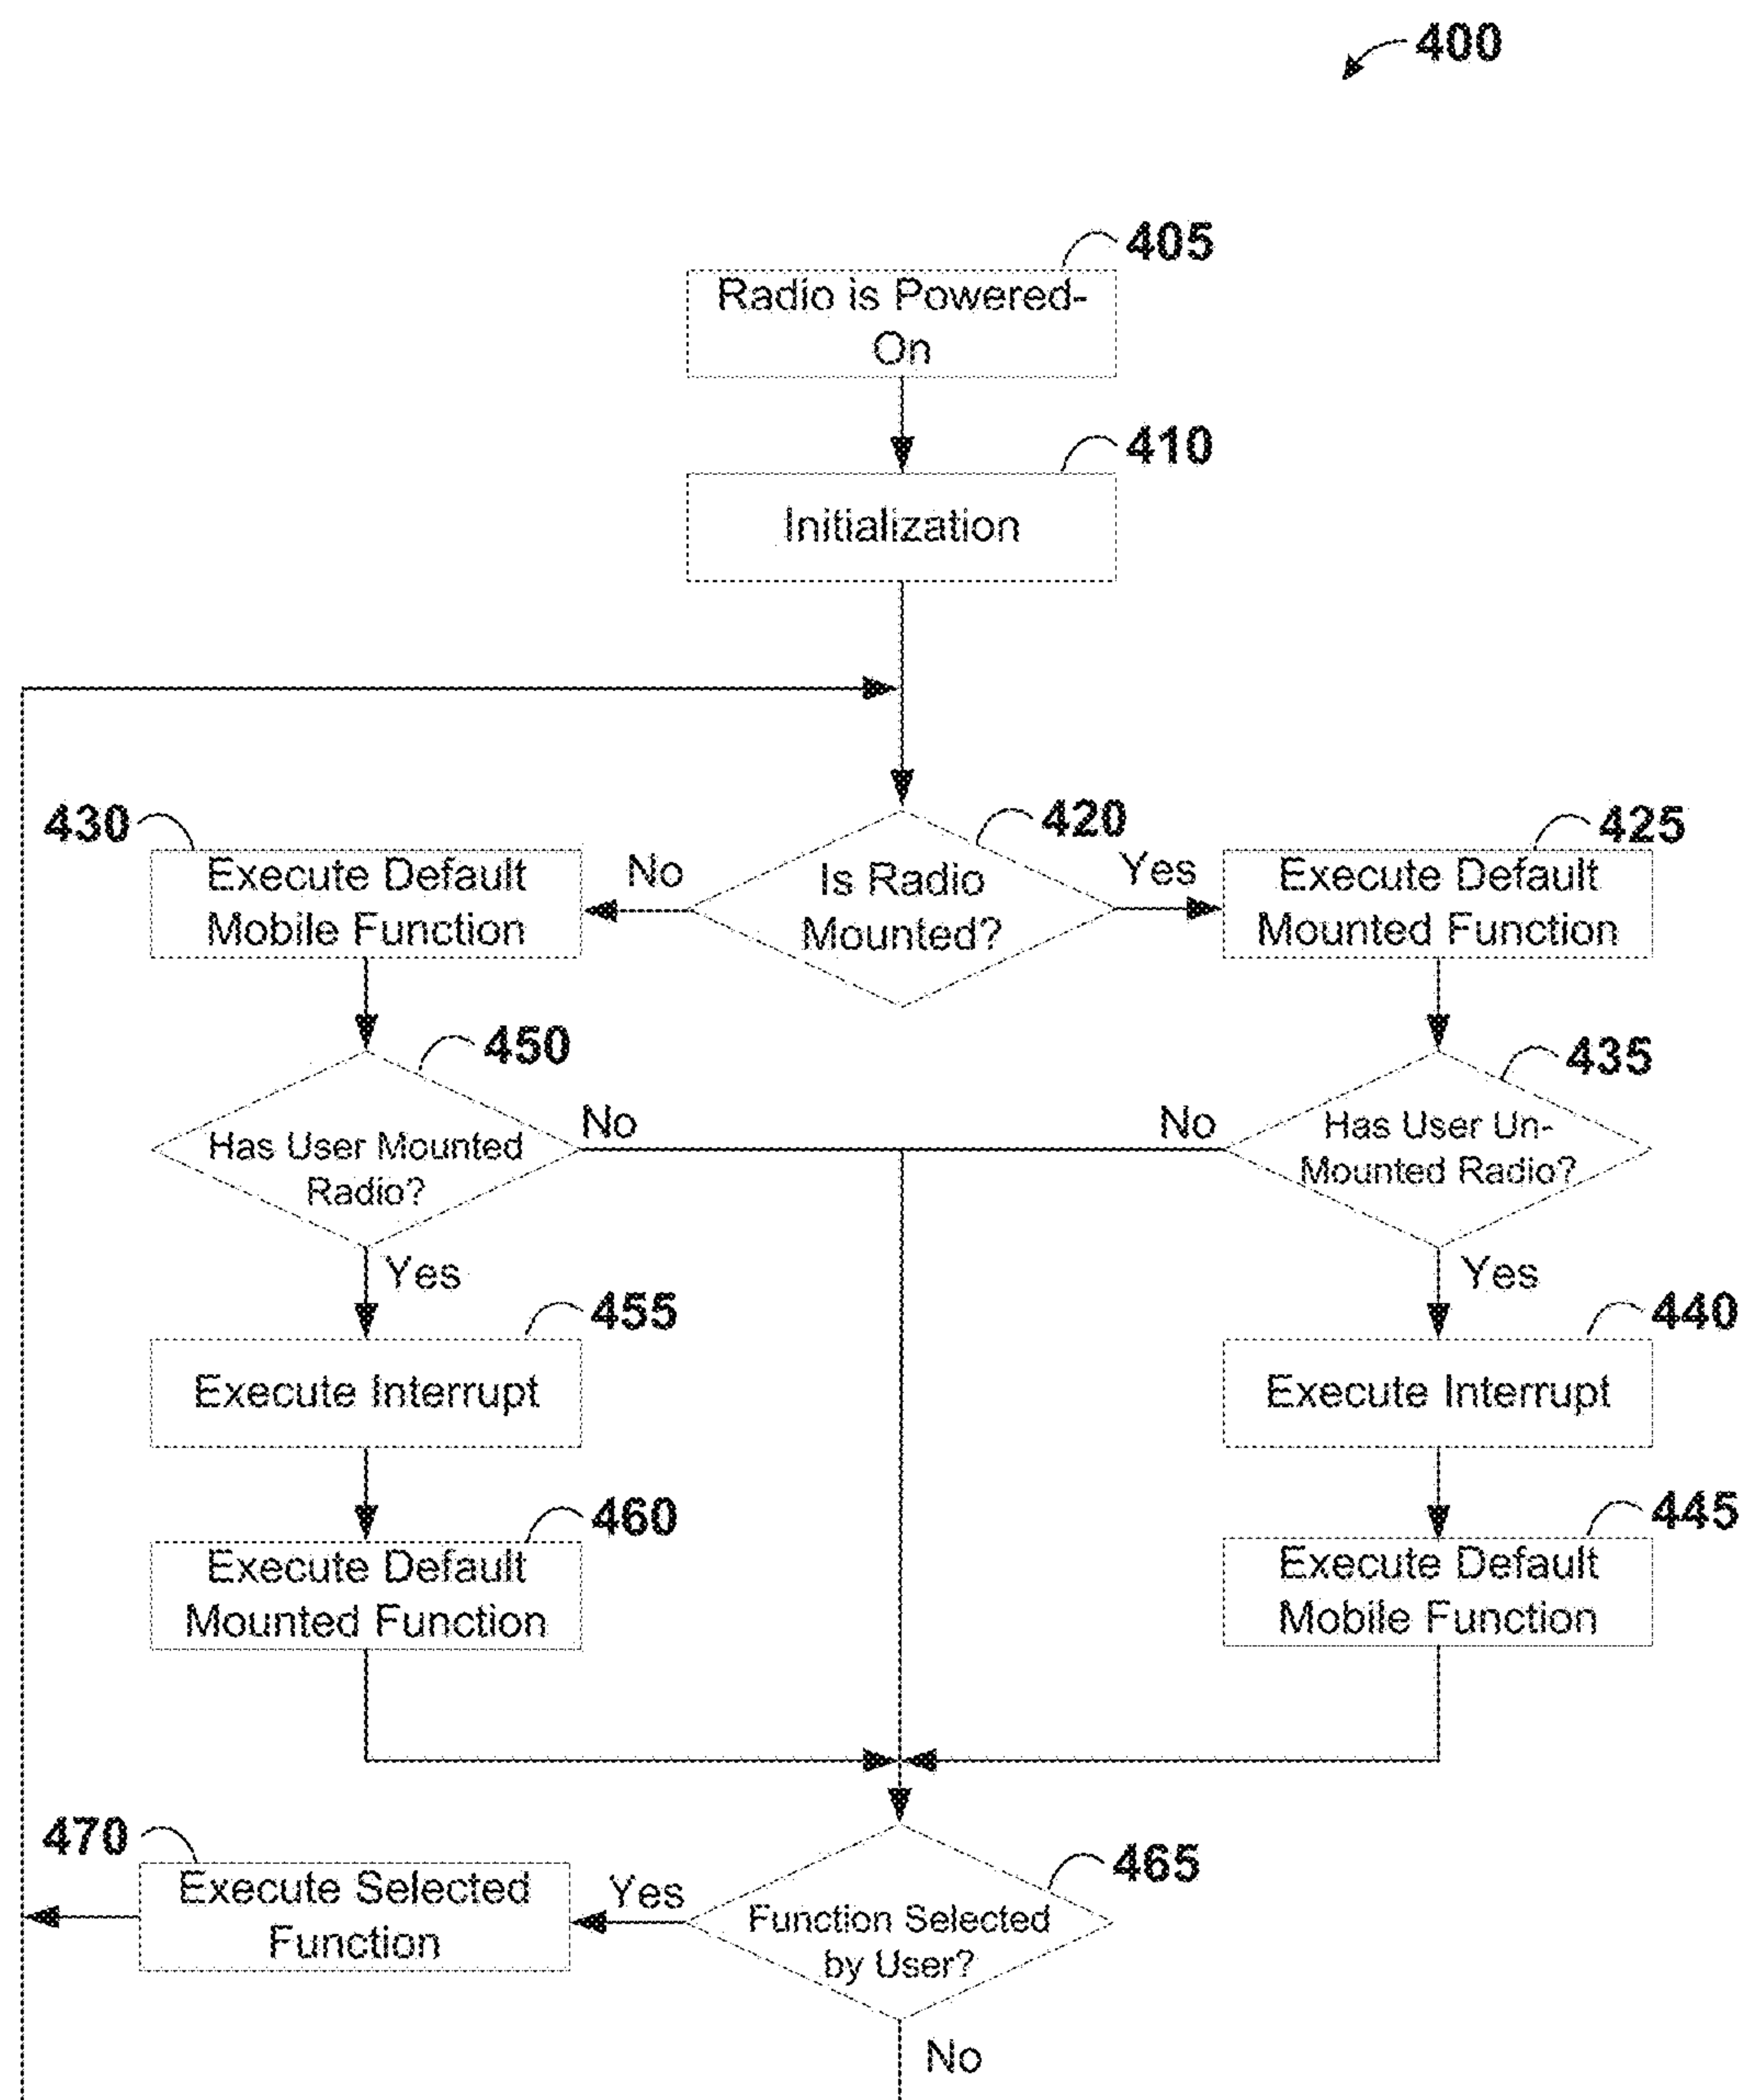 400
405
Radio is Powered-
On
410
Initialization
430
420
425
Execute Default
Mobile Function
No
Is Radio
Mounted?
Yes
Execute Default
Mounted Function
450
435
Has User Mounted
Radio?
No
No
Has User Un-
Mounted Radio?
Yes
Yes
455
440
Execute Interrupt
Execute Interrupt
460
445
Execute Default
Mounted Function
Execute Default
Mobile Function
470
465
Execute Selected
Function
Yes
Function Selected
by User?
No